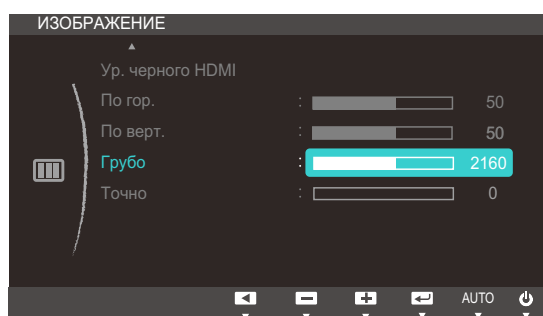 ИЗОБРАЖЕНИЕ
Ур. черного HDMI
По гор. : 50
По верт. : 50
Грубо : 2160
Точно : 0
AUTO